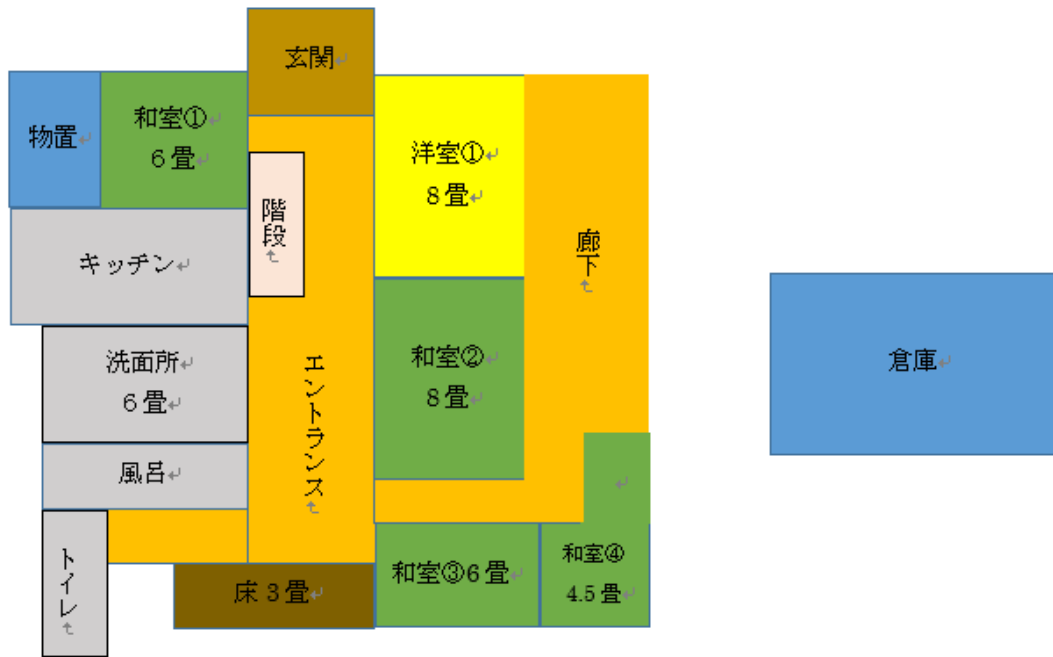 玄関
物置
和室①
６畳
洋室①
８畳
階段
廊下
キッチン
倉庫
洗面所
６畳
エントランス
和室②
８畳
風呂
トイレ
床３畳
和室③6畳
和室④
4.5畳